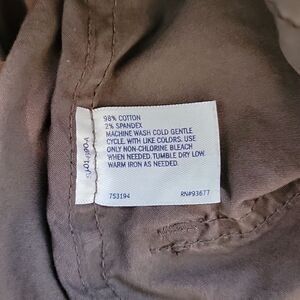 98% COTTON
2% SPANDEX
MACHINE WASH COLD GENTLE
CYCLE. WITH LIKE COLORS. USE
ONLY NON-CHLORINE BLEACH
WHEN NEEDED. TUMBLE DRY LOW.
WARM IRON AS NEEDED.
753194 RN#93677